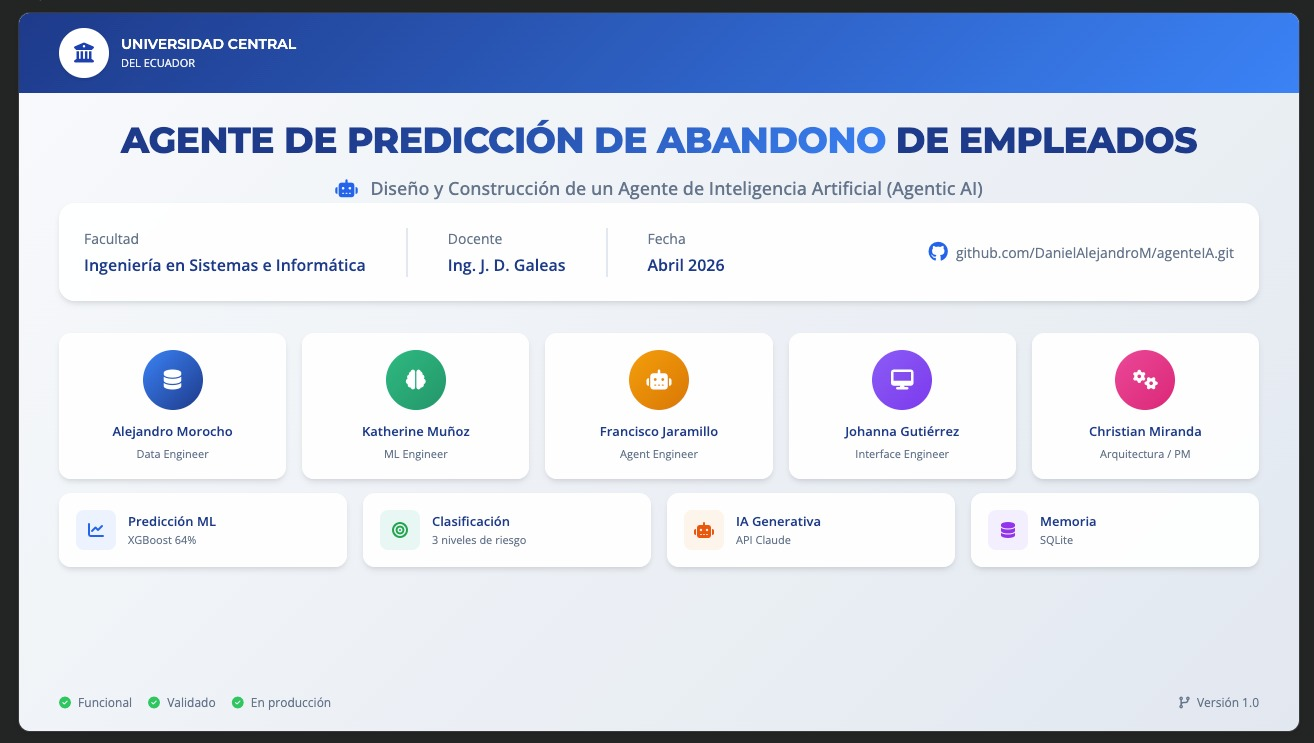 UNIVERSIDAD CENTRAL
DEL ECUADOR
AGENTE DE PREDICCIÓN DE ABANDONO DE EMPLEADOS
Diseño y Construcción de un Agente de Inteligencia Artificial (Agentic AI)
Facultad
Ingeniería en Sistemas e Informática
Docente
Ing. J. D. Galeas
Fecha
Abril 2026
github.com/DanielAlejandroM/agenteIA.git
Alejandro Morocho
Data Engineer
Katherine Muñoz
ML Engineer
Francisco Jaramillo
Agent Engineer
Johanna Gutiérrez
Interface Engineer
Christian Miranda
Arquitectura / PM
Predicción ML
XGBoost 64%
Clasificación
3 niveles de riesgo
IA Generativa
API Claude
Memoria
SQLite
Funcional
Validado
En producción
Versión 1.0